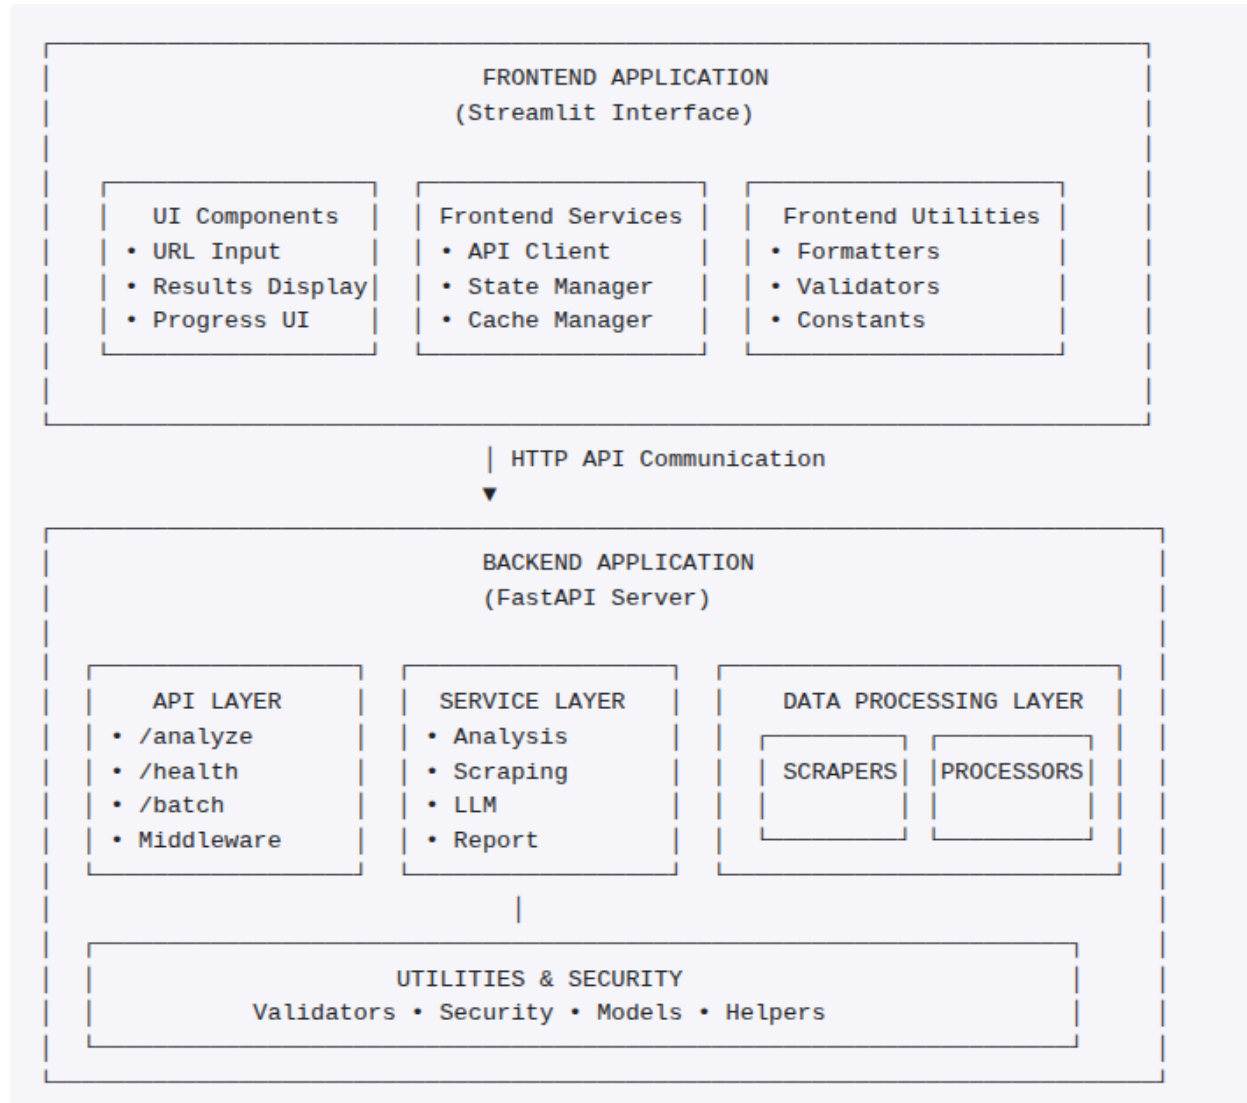 FRONTEND APPLICATION
(Streamlit Interface)
UI Components
• URL Input
• Results Display
• Progress UI
Frontend Services
• API Client
• State Manager
• Cache Manager
Frontend Utilities
• Formatters
• Validators
• Constants
HTTP API Communication
▼
BACKEND APPLICATION
(FastAPI Server)
API LAYER
• /analyze
• /health
• /batch
• Middleware
SERVICE LAYER
• Analysis
• Scraping
• LLM
• Report
DATA PROCESSING LAYER
SCRAPERS
PROCESSORS
UTILITIES & SECURITY
Validators • Security • Models • Helpers